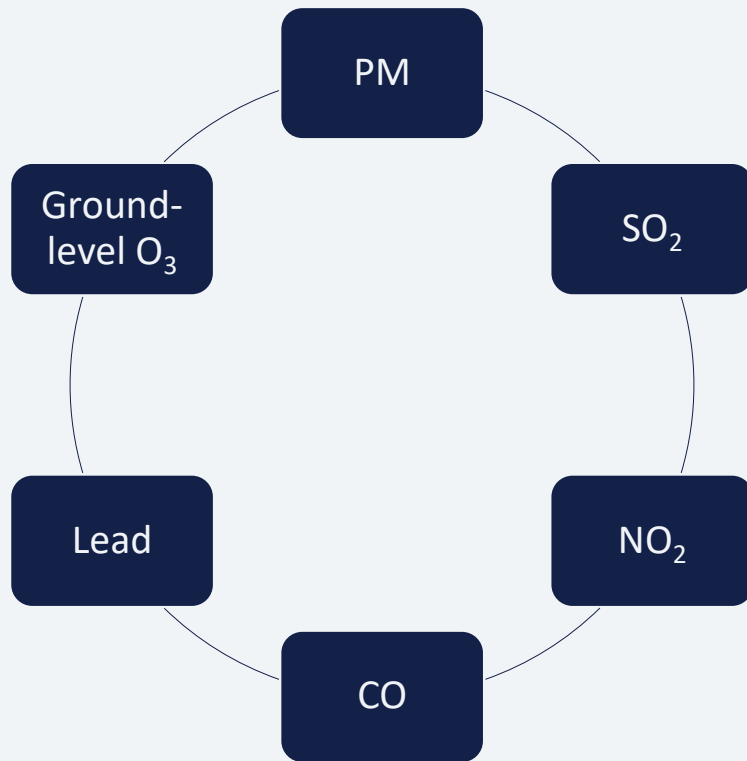 PM
SO₂
NO₂
CO
Lead
Ground-
level O₃